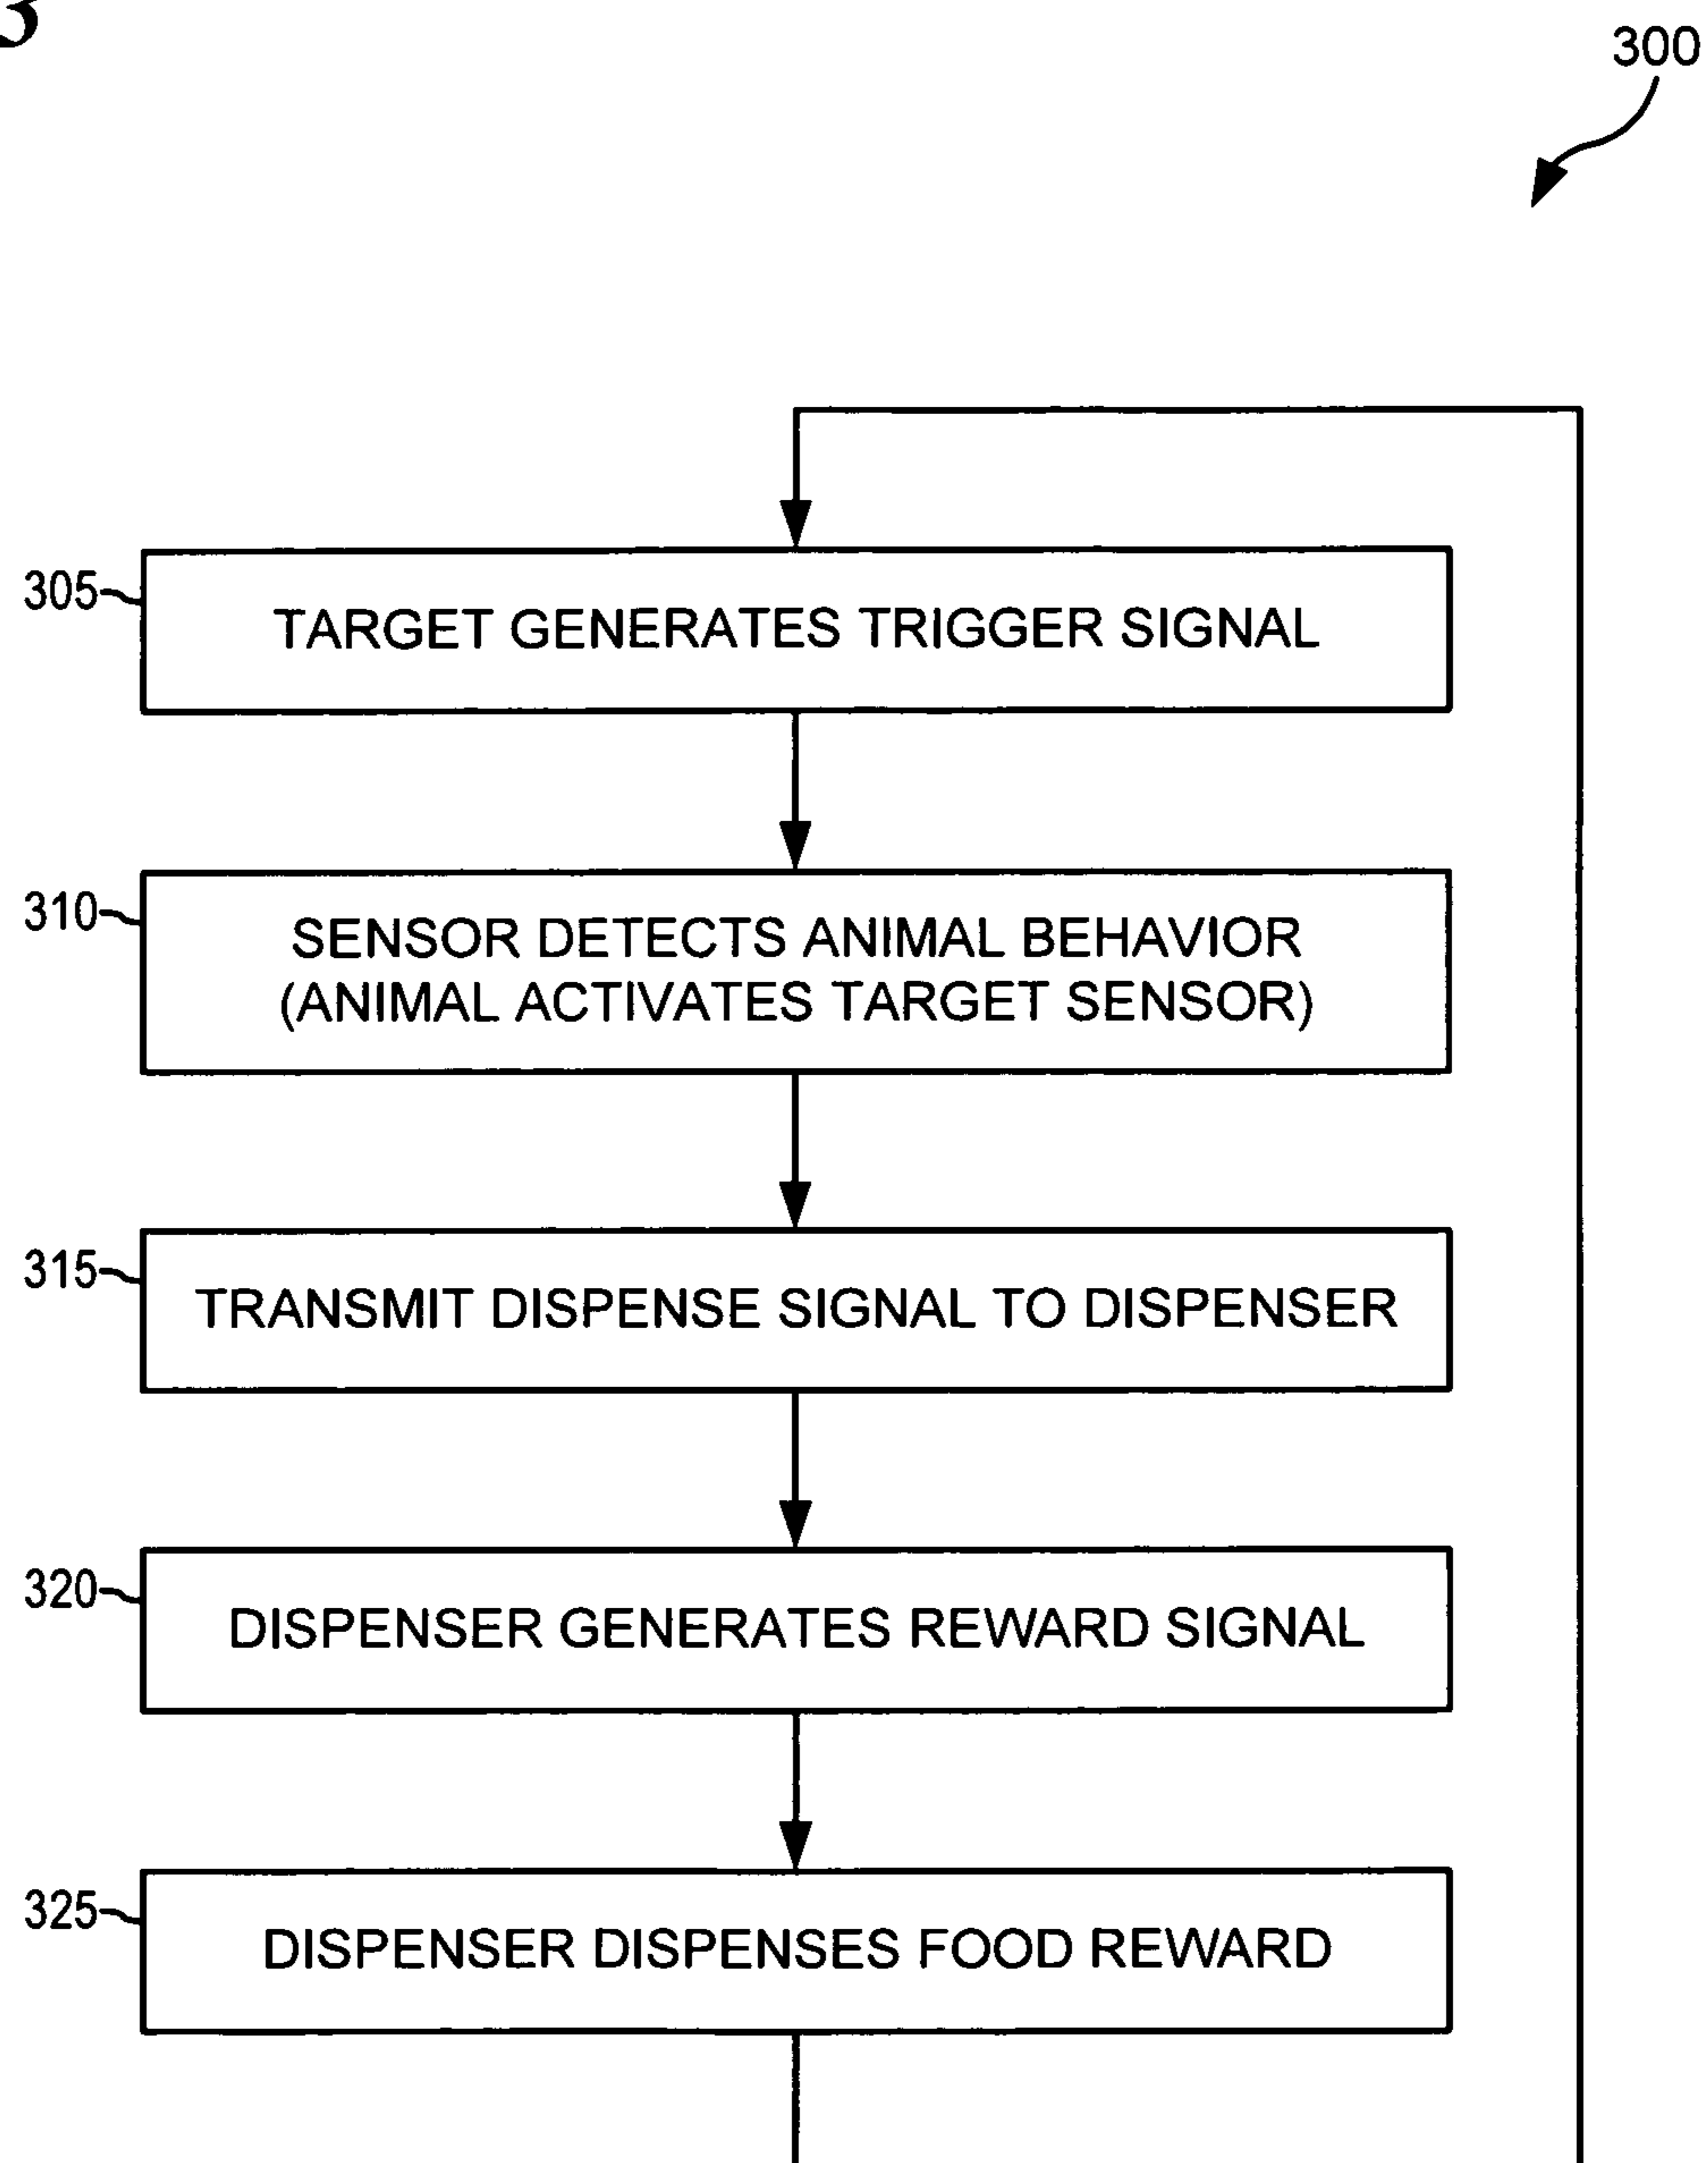 300
305
TARGET GENERATES TRIGGER SIGNAL
310
SENSOR DETECTS ANIMAL BEHAVIOR
(ANIMAL ACTIVATES TARGET SENSOR)
315
TRANSMIT DISPENSE SIGNAL TO DISPENSER
320
DISPENSER GENERATES REWARD SIGNAL
325
DISPENSER DISPENSES FOOD REWARD